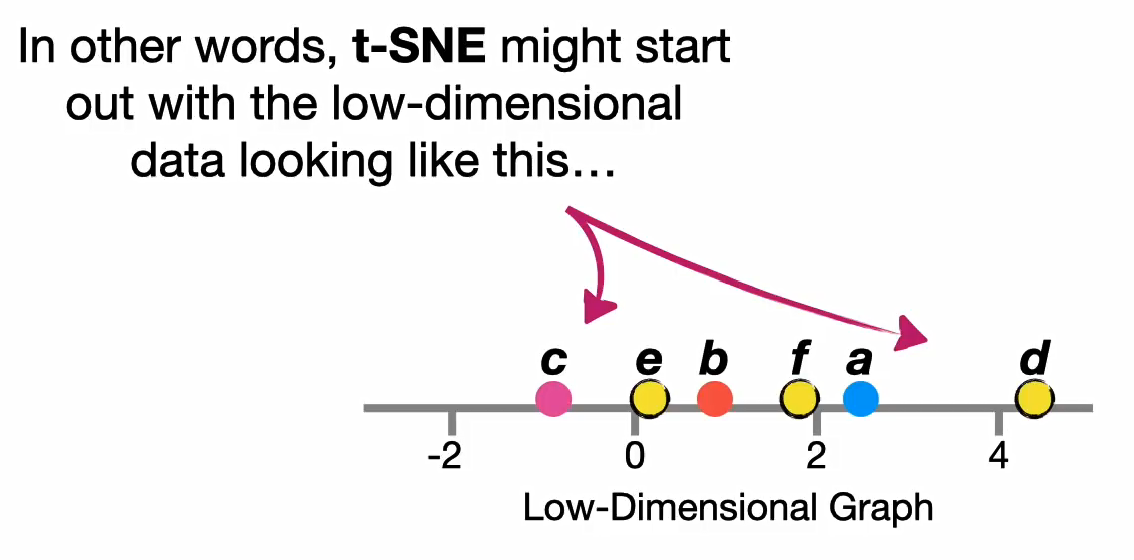 In other words, t-SNE might start
out with the low-dimensional
data looking like this…
c e b f a d
-2 0 2 4
Low-Dimensional Graph